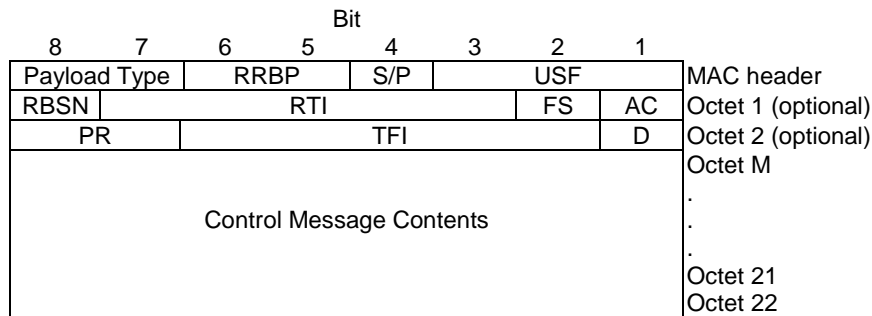 Bit
8 7 6 5 4 3 2 1
Payload Type RRBP S/P USF MAC header
RBSN RTI FS AC Octet 1 (optional)
PR TFI D Octet 2 (optional)
Octet M
.
Control Message Contents .
.
Octet 21
Octet 22